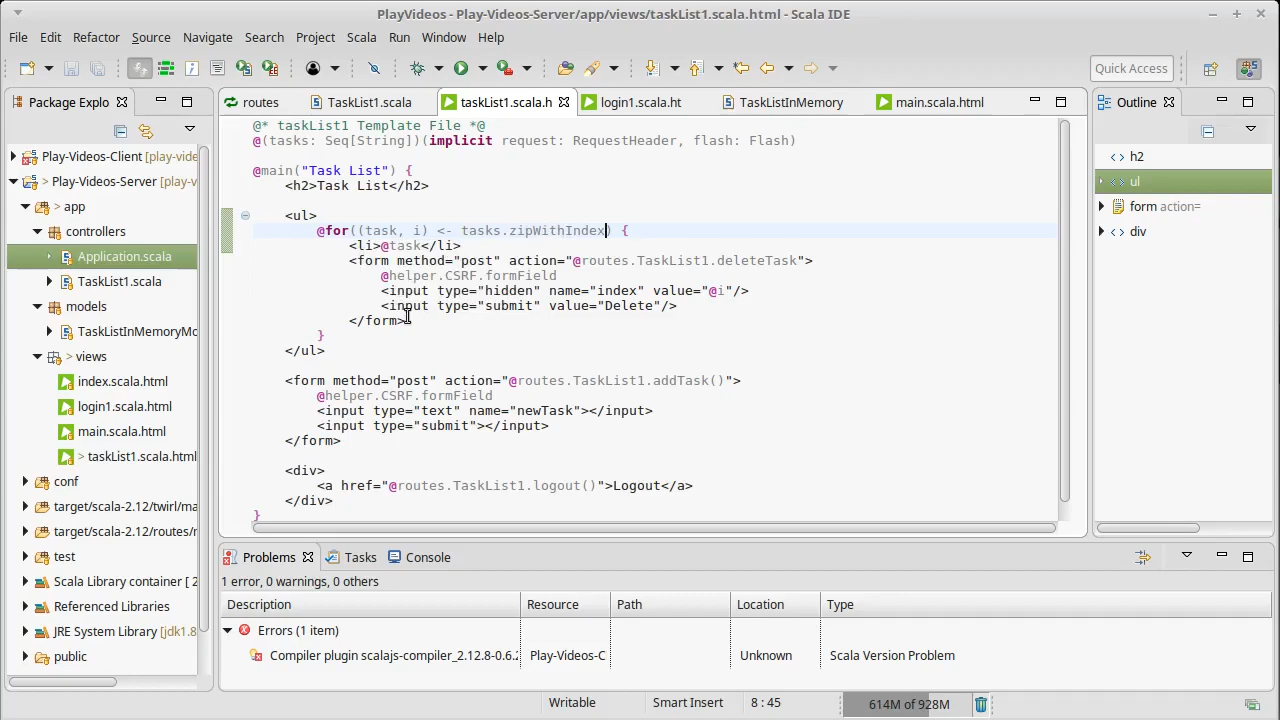 PlayVideos - Play-Videos-Server/app/views/taskList1.scala.html - Scala IDE
File Edit Refactor Source Navigate Search Project Scala Run Window Help
Quick Access
Package Explo
routes TaskList1.scala taskList1.scala.h login1.scala.ht TaskListInMemory main.scala.html
Outline
Play-Videos-Client [play-vide
Play-Videos-Server [play-v
> app
controllers
Application.scala
TaskList1.scala
models
TaskListInMemoryMo
> views
index.scala.html
login1.scala.html
main.scala.html
> taskList1.scala.html
conf
target/scala-2.12/twirl/ma
target/scala-2.12/routes/r
test
Scala Library container [ 2
Referenced Libraries
JRE System Library [jdk1.8
public
@* taskList1 Template File *@
@(tasks: Seq[String])(implicit request: RequestHeader, flash: Flash)
@main("Task List") {
<h2>Task List</h2>
<ul>
@for((task, i) <- tasks.zipWithIndex) {
<li>@task</li>
<form method="post" action="@routes.TaskList1.deleteTask">
@helper.CSRF.formField
<input type="hidden" name="index" value="@i"/>
<input type="submit" value="Delete"/>
</form>
}
</ul>
<form method="post" action="@routes.TaskList1.addTask()">
@helper.CSRF.formField
<input type="text" name="newTask"></input>
<input type="submit"></input>
</form>
<div>
<a href="@routes.TaskList1.logout()">Logout</a>
</div>
}
h2
ul
form action=
div
Problems Tasks Console
1 error, 0 warnings, 0 others
Description Resource Path Location Type
Errors (1 item)
Compiler plugin scalajs-compiler_2.12.8-0.6.2 Play-Videos-C Unknown Scala Version Problem
Writable Smart Insert 8 : 45 614M of 928M